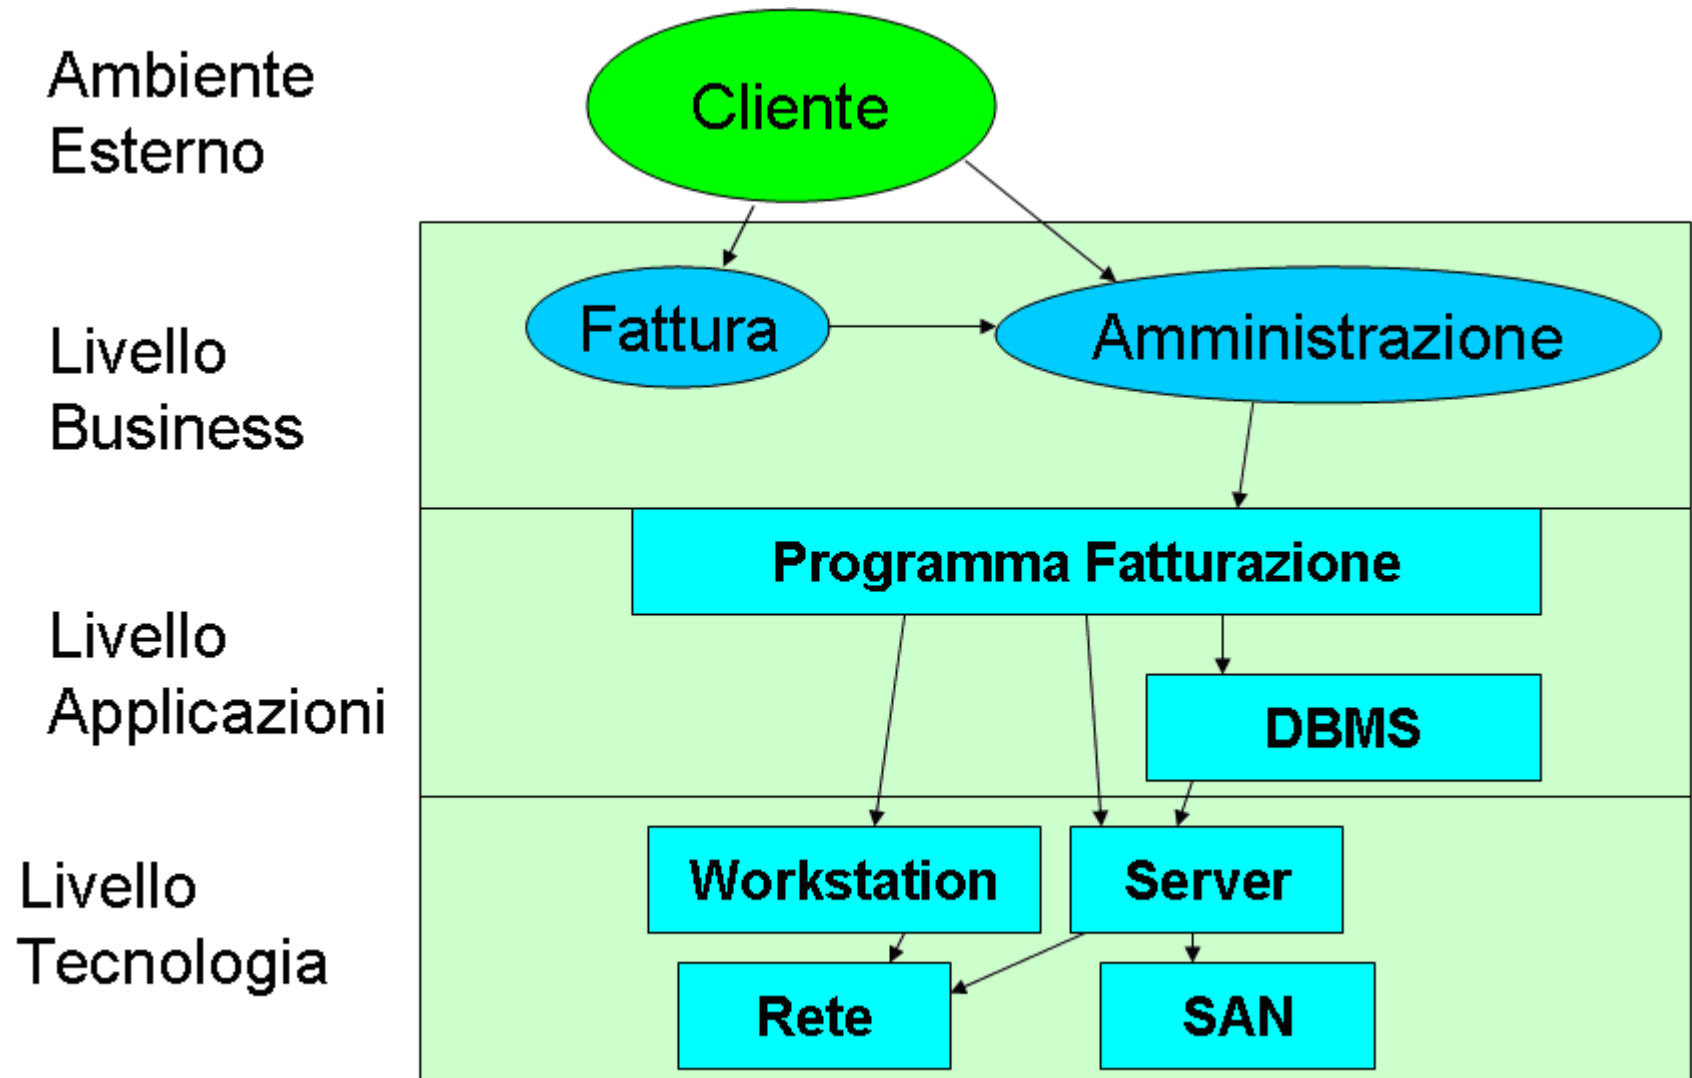 Ambiente
Esterno
Cliente
Livello
Business
Fattura
Amministrazione
Livello
Applicazioni
Programma Fatturazione
DBMS
Livello
Tecnologia
Workstation
Server
Rete
SAN